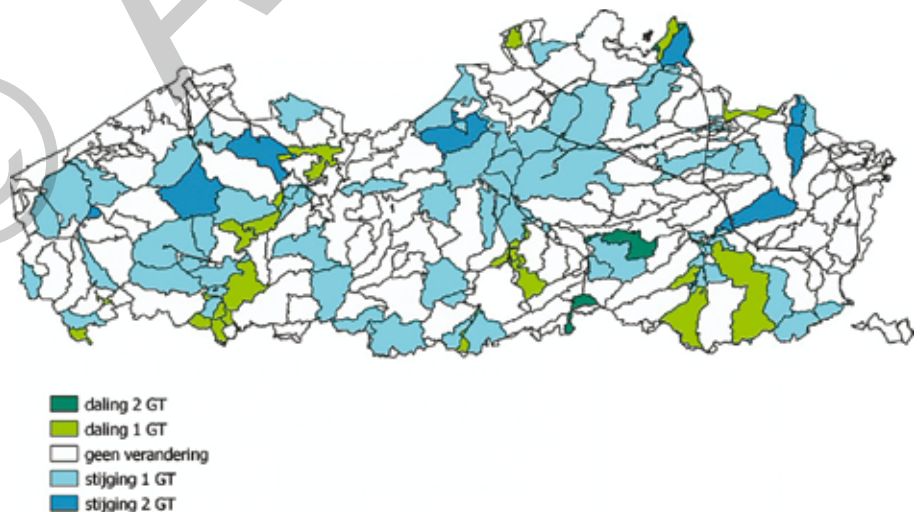 © A
daling 2 GT
daling 1 GT
geen verandering
stijging 1 GT
stijging 2 GT